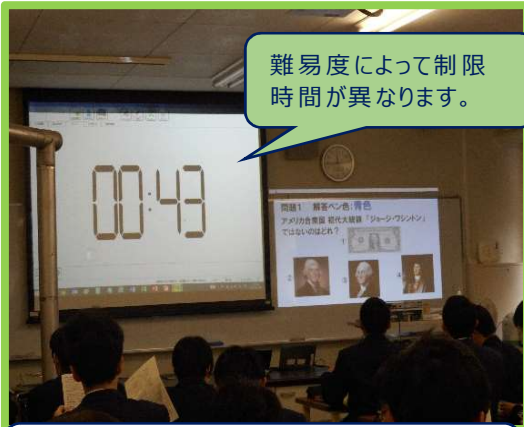 難易度によって制限
時間が異なります。
00:43
問題1 解答ペン色:青色
アメリカ合衆国 初代大統領 「ジョージ・ワシントン」
ではないのはどれ?
1
2
3
4